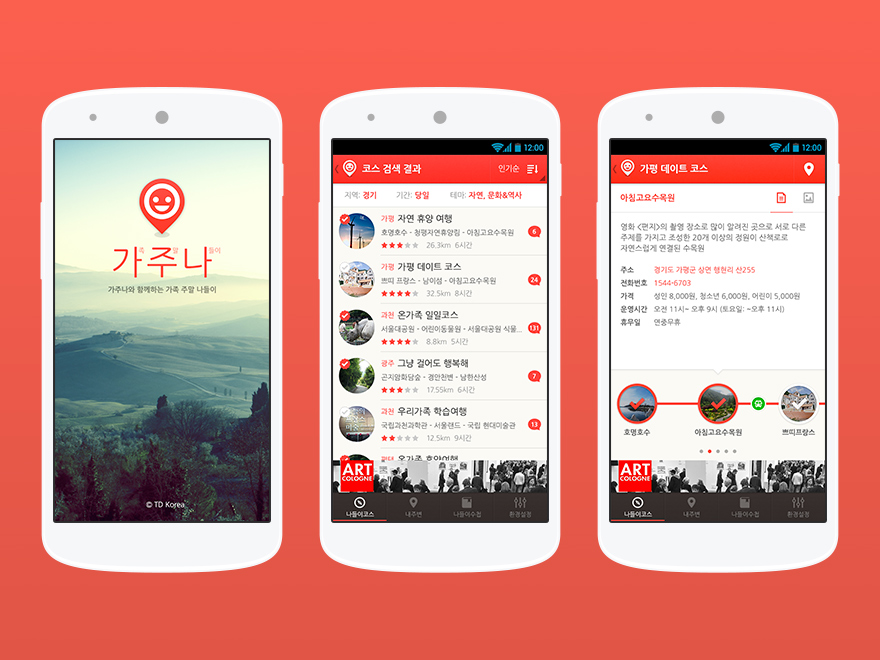 가족 주말 나들이
가주나와 함께하는 가족 주말 나들이
© TD Korea
12:00
코스 검색 결과
인기순
지역: 경기 기간: 당일 테마: 자연, 문화&역사
가평 자연 휴양 여행
호명호수 - 청평자연휴양림 - 아침고요수목원
6
26.3km 6시간
가평 가평 데이트 코스
쁘띠 프랑스 - 남이섬 - 아침고요수목원
24
32.5km 8시간
과천 온가족 일일코스
서울대공원 - 어린이동물원 - 서울대공원 식물...
131
8.8km 5시간
광주 그냥 걸어도 행복해
곤지암화담숲 - 경안천변 - 남한산성
7
17.55km 6시간
과천 우리가족 학습여행
국립과천과학관 - 서울랜드 - 국립 현대미술관
13
12.5km 9시간
온가족 휴양여행
ART
COLOGNE
나들이코스 내주변 나들이수첩 환경설정
12:00
가평 데이트 코스
아침고요수목원
영화 <편지>의 촬영 장소로 많이 알려진 곳으로 서로 다른
주제를 가지고 조성한 20개 이상의 정원이 산책로로
자연스럽게 연결된 수목원
주소 경기도 가평군 상면 행현리 산255
전화번호 1544-6703
가격 성인 8,000원, 청소년 6,000원, 어린이 5,000원
운영시간 오전 11시~ 오후 9시 (토요일: ~오후 11시)
휴무일 연중무휴
호명호수 아침고요수목원 쁘띠프랑스
ART
COLOGNE
나들이코스 내주변 나들이수첩 환경설정